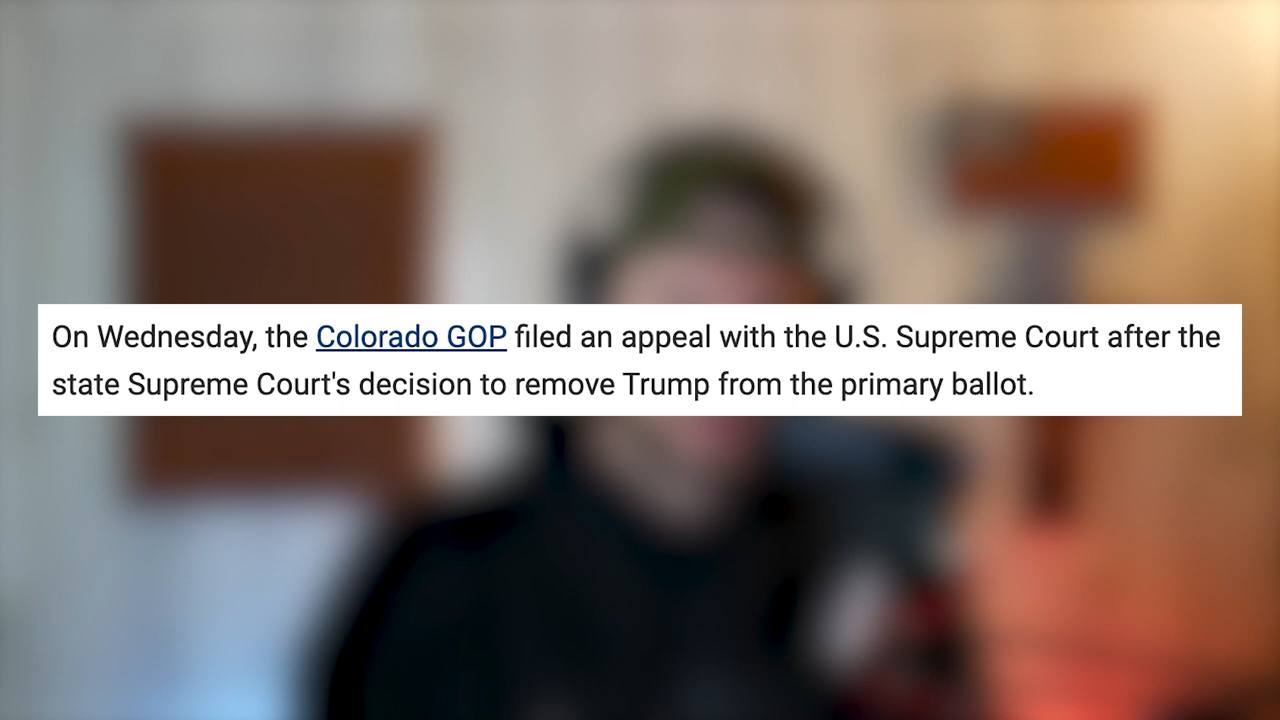 On Wednesday, the Colorado GOP filed an appeal with the U.S. Supreme Court after the
state Supreme Court's decision to remove Trump from the primary ballot.